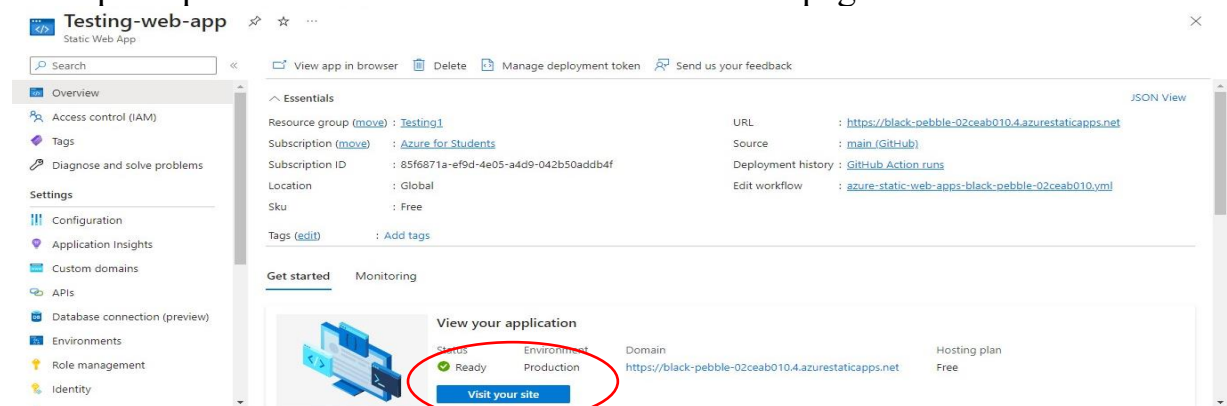 Testing-web-app
Static Web App
Search
View app in browser Delete Manage deployment token Send us your feedback
Overview
Access control (IAM)
Tags
Diagnose and solve problems
Settings
Configuration
Application Insights
Custom domains
APIs
Database connection (preview)
Environments
Role management
Identity
Essentials
JSON View
Resource group (move) : Testing1
Subscription (move) : Azure for Students
Subscription ID : 85f6871a-ef9d-4e05-a4d9-042b50addb4f
Location : Global
Sku : Free
URL : https://black-pebble-02ceab010.4.azurestaticapps.net
Source : main (GitHub)
Deployment history : GitHub Action runs
Edit workflow : azure-static-web-apps-black-pebble-02ceab010.yml
Tags (edit) : Add tags
Get started Monitoring
View your application
Status Environment Domain Hosting plan
Ready Production https://black-pebble-02ceab010.4.azurestaticapps.net Free
Visit your site